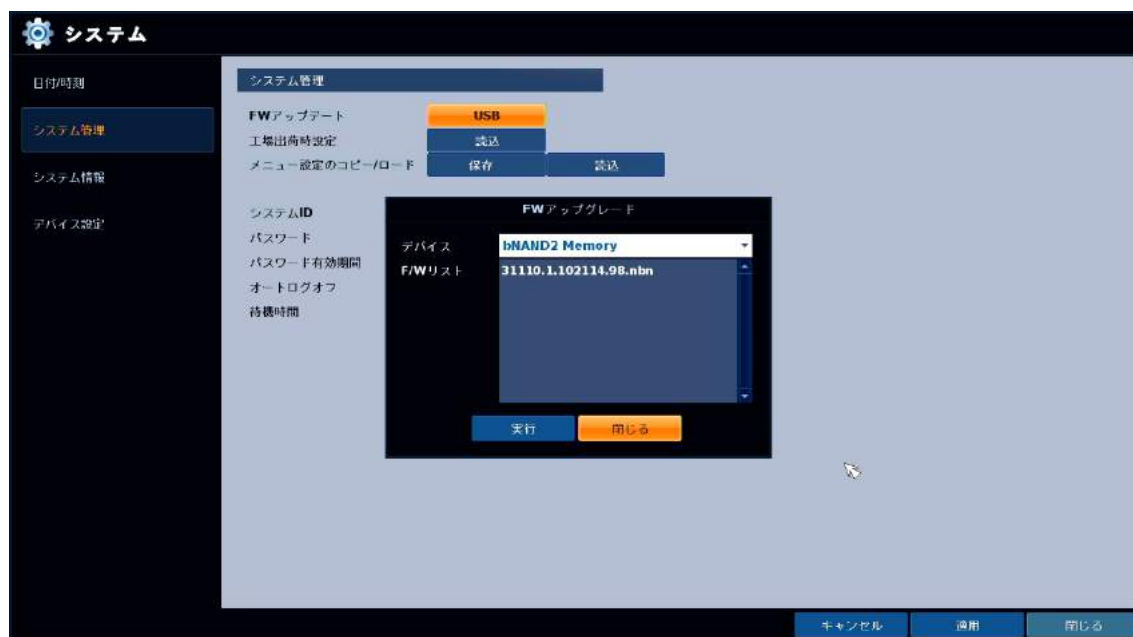 システム
日付/時刻
システム管理
システム情報
デバイス設定
システム管理
FWアップデート USB
工場出荷時設定 読込
メニュー設定のコピー/ロード 保存 読込
システムID
パスワード
パスワード有効期間
オートログオフ
待機時間
FWアップグレード
デバイス bNAND2 Memory
F/Wリスト 31110.1.102114.98.nbn
実行 閉じる
キャンセル 適用 閉じる